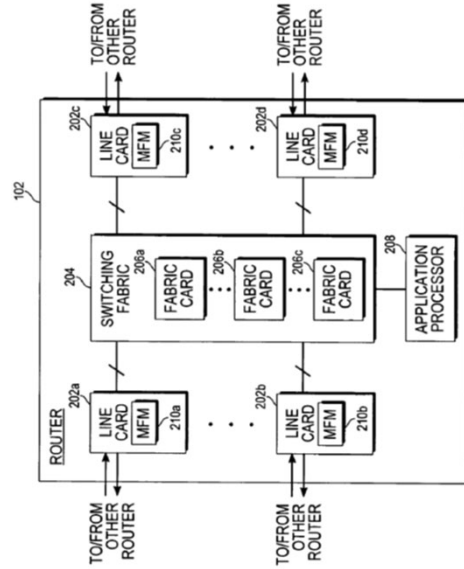 102
ROUTER
TO/FROM
OTHER
ROUTER
202a
LINE
CARD
MFM
210a
TO/FROM
OTHER
ROUTER
202b
LINE
CARD
MFM
210b
204
SWITCHING
FABRIC
206a
FABRIC
CARD
206b
FABRIC
CARD
206c
FABRIC
CARD
208
APPLICATION
PROCESSOR
202c
LINE
CARD
MFM
210c
TO/FROM
OTHER
ROUTER
202d
LINE
CARD
MFM
210d
TO/FROM
OTHER
ROUTER